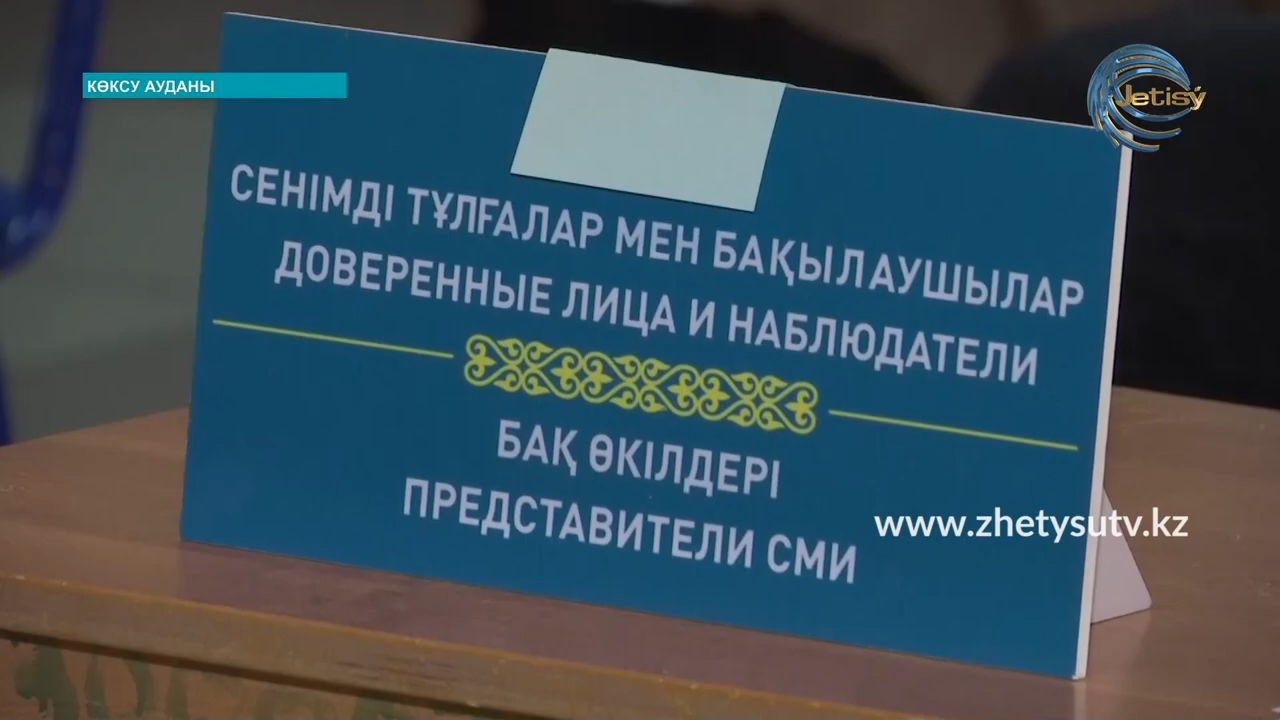 КӨКСУ АУДАНЫ
Jetisý
СЕНІМДІ ТҰЛҒАЛАР МЕН БАҚЫЛАУШЫЛАР
ДОВЕРЕННЫЕ ЛИЦА И НАБЛЮДАТЕЛИ
БАҚ ӨКІЛДЕРІ
ПРЕДСТАВИТЕЛИ СМИ
www.zhetysutv.kz